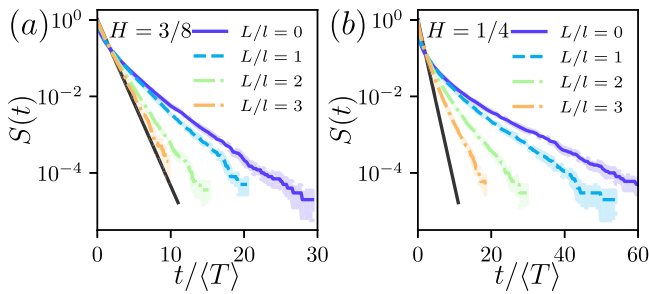 (a)
H = 3/8
L/l = 0
L/l = 1
L/l = 2
L/l = 3
S(t)
10^0
10^{-2}
10^{-4}
0 10 20 30
t/⟨T⟩
(b)
H = 1/4
L/l = 0
L/l = 1
L/l = 2
L/l = 3
S(t)
10^0
10^{-2}
10^{-4}
0 20 40 60
t/⟨T⟩